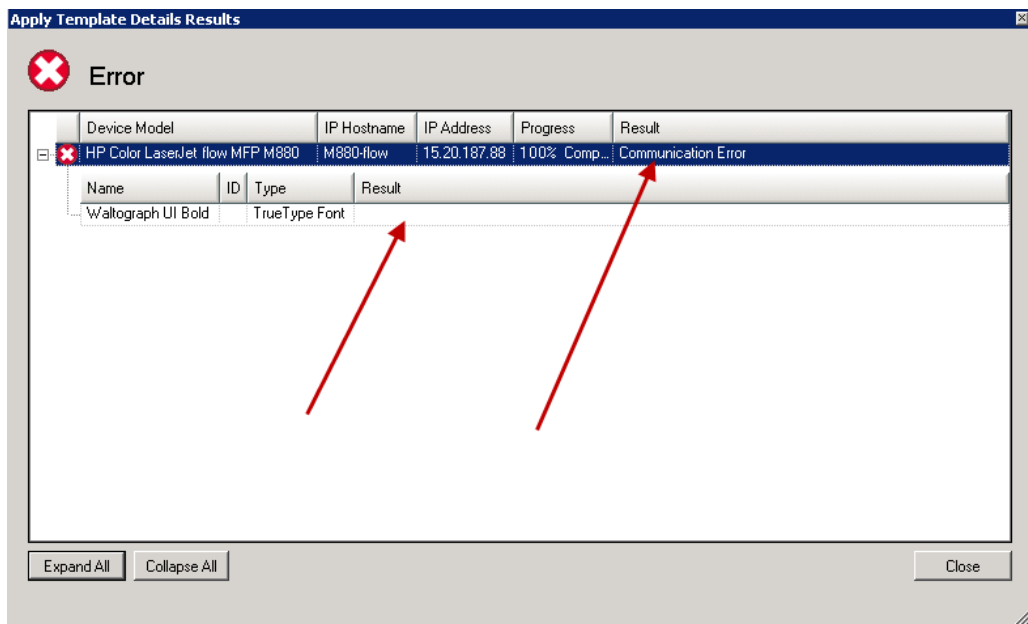 Apply Template Details Results
Error
Device Model IP Hostname IP Address Progress Result
HP Color LaserJet flow MFP M880 M880-flow 15.20.187.88 100% Comp... Communication Error
Name ID Type Result
Waltograph UI Bold TrueType Font
Expand All Collapse All Close